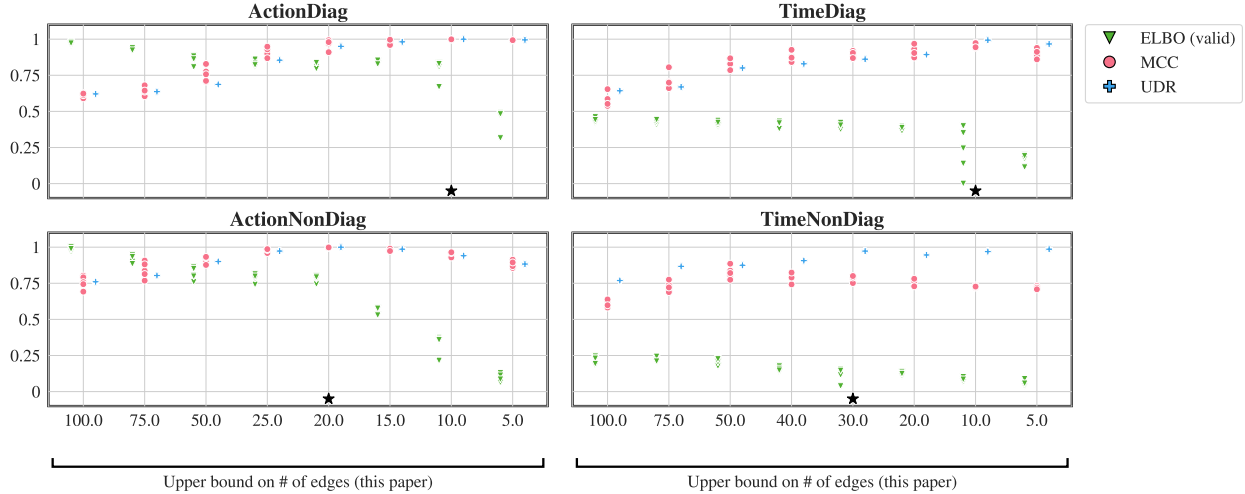 ActionDiag
TimeDiag
1
0.75
0.5
0.25
0
ELBO (valid)
MCC
UDR
ActionNonDiag
TimeNonDiag
1
0.75
0.5
0.25
0
100.0 75.0 50.0 25.0 20.0 15.0 10.0 5.0
100.0 75.0 50.0 40.0 30.0 20.0 10.0 5.0
Upper bound on # of edges (this paper)
Upper bound on # of edges (this paper)